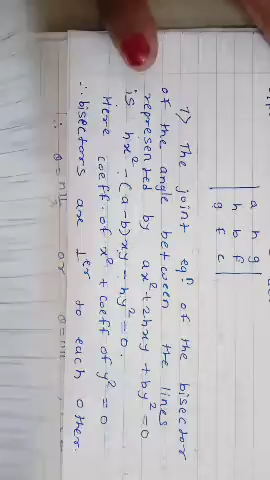 a h g
h b f
g f c
7) The joint eqⁿ of the bisector
of the angle between the lines
represented by ax²+2hxy+by²=0
is hx²-(a-b)xy-hy²=0.
Here coeff. of x² + coeff of y² = 0
∴ bisectors are ⊥er to each other.